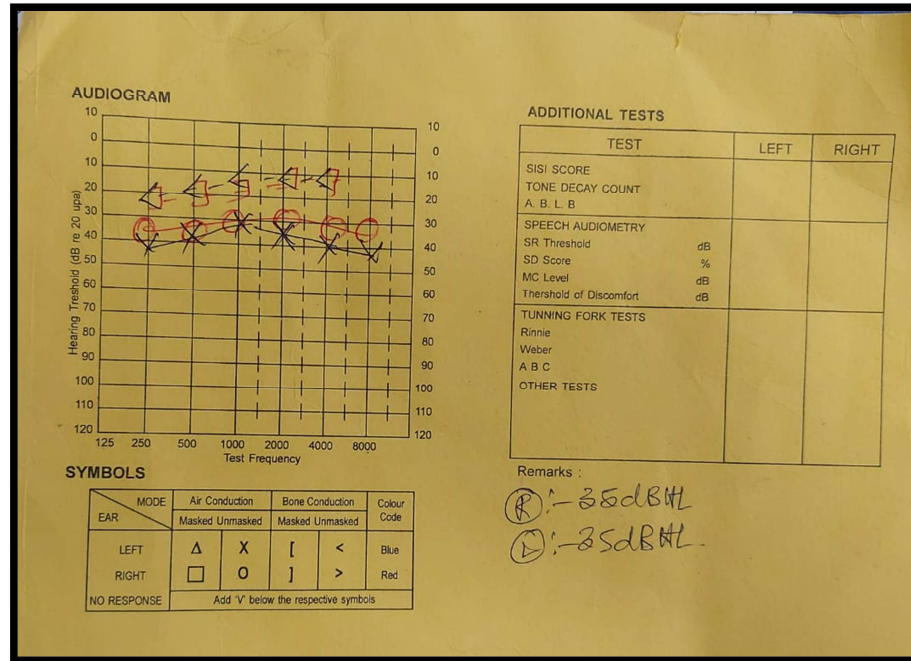 AUDIOGRAM
10
0
10
20
30
40
50
60
70
80
90
100
110
120
10
0
10
20
30
40
50
60
70
80
90
100
110
120
Hearing Treshold (dB re 20 upa)
125 250 500 1000 2000 4000 8000
Test Frequency
SYMBOLS
MODE Air Conduction Bone Conduction Colour Code
EAR Masked Unmasked Masked Unmasked
LEFT Δ X [ < Blue
RIGHT □ O ] > Red
NO RESPONSE Add 'V' below the respective symbols
ADDITIONAL TESTS
TEST LEFT RIGHT
SISI SCORE
TONE DECAY COUNT
A. B. L. B
SPEECH AUDIOMETRY
SR Threshold dB
SD Score %
MC Level dB
Thershold of Discomfort dB
TUNNING FORK TESTS
Rinnie
Weber
A B C
OTHER TESTS
Remarks :
R :- 35dBHL
L :- 35dBHL.